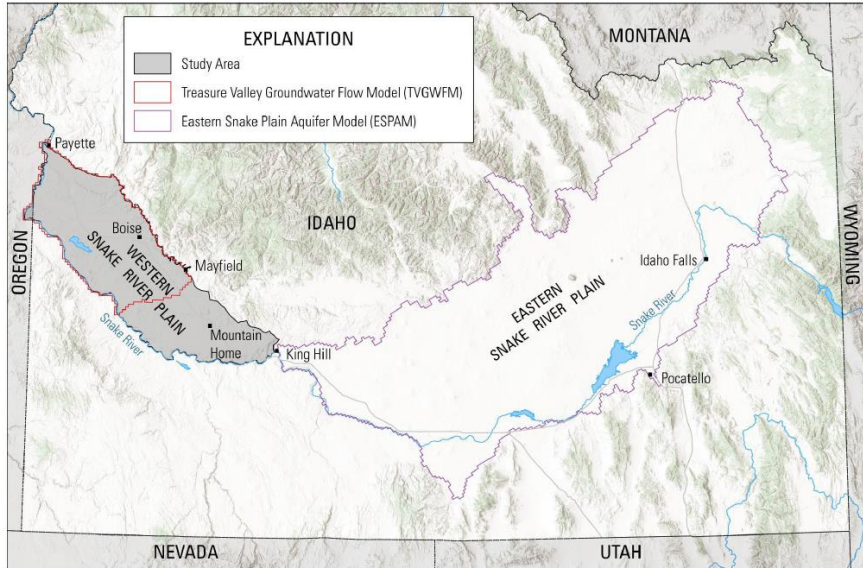 EXPLANATION
Study Area
Treasure Valley Groundwater Flow Model (TVGWFM)
Eastern Snake Plain Aquifer Model (ESPAM)
MONTANA
Payette
IDAHO
OREGON
WYOMING
Boise
WESTERN
SNAKE RIVER PLAIN
Mayfield
Idaho Falls
EASTERN
SNAKE RIVER PLAIN
Snake River
Snake River
Mountain
Home
King Hill
Pocatello
NEVADA
UTAH